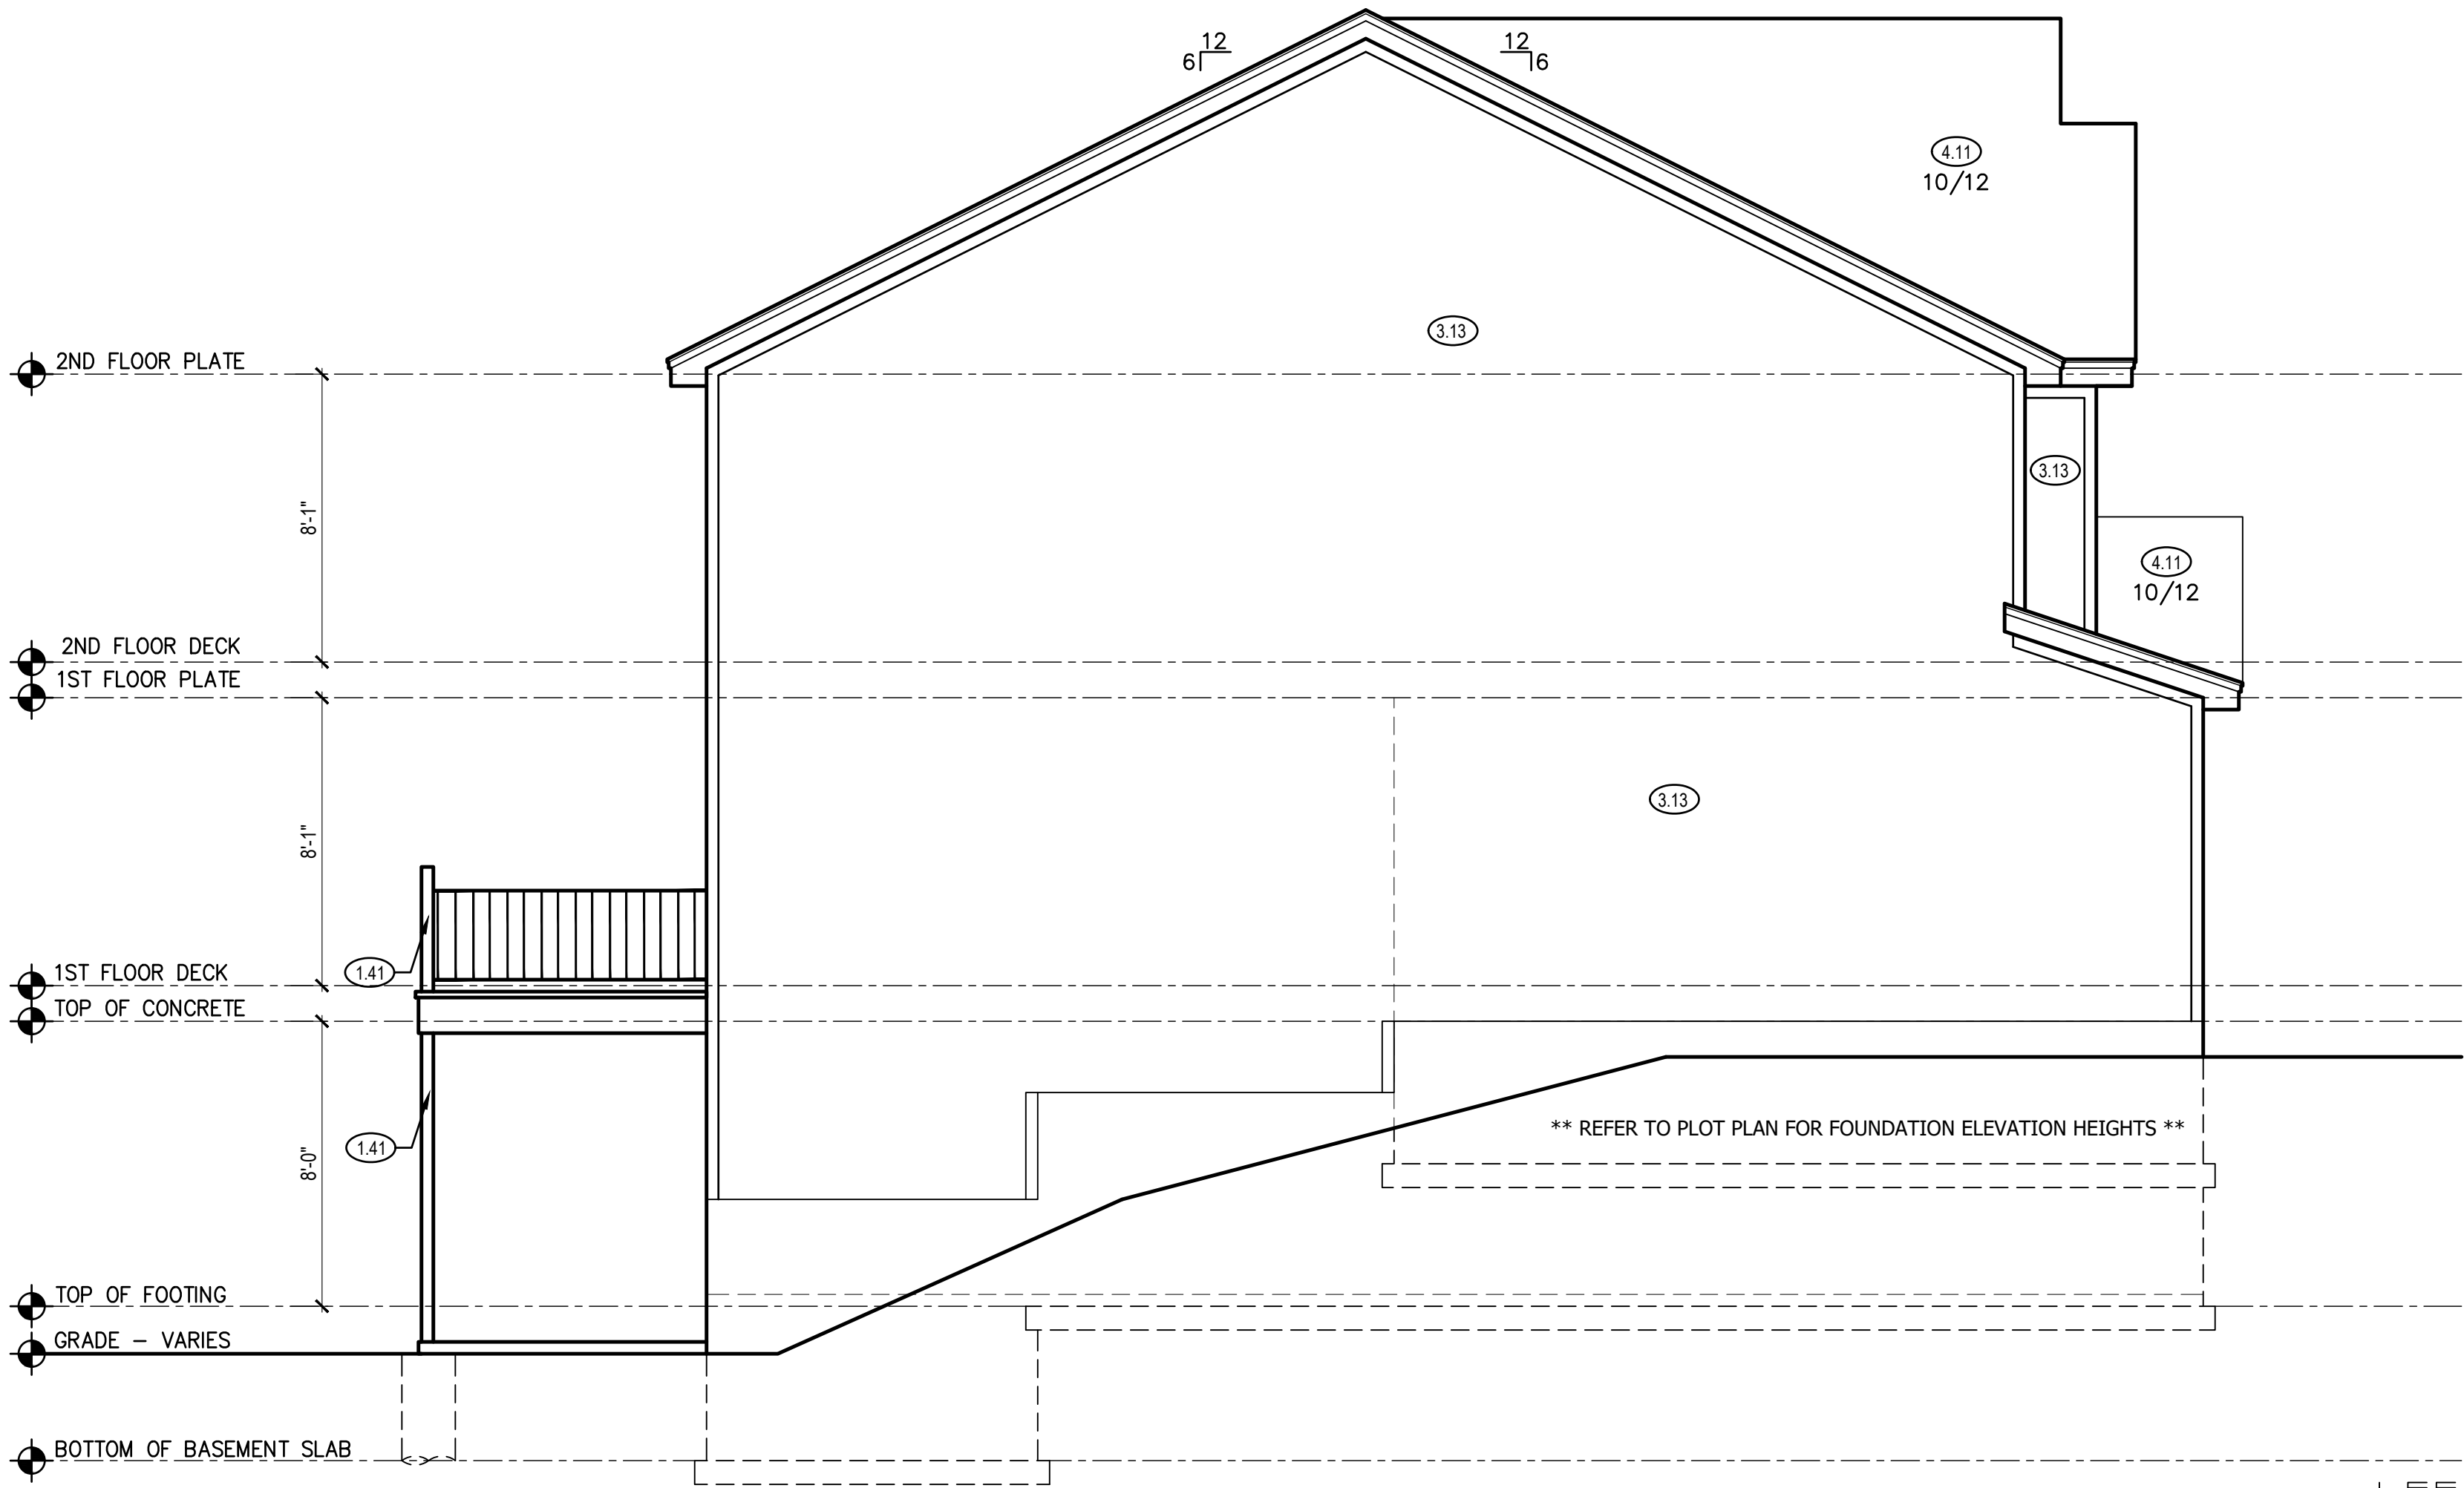 12
6
12
6
4.11
10/12
3.13
2ND FLOOR PLATE
3.13
8'-1"
4.11
10/12
2ND FLOOR DECK
1ST FLOOR PLATE
3.13
8'-1"
1.41
1ST FLOOR DECK
TOP OF CONCRETE
** REFER TO PLOT PLAN FOR FOUNDATION ELEVATION HEIGHTS **
1.41
8'-0"
TOP OF FOOTING
GRADE - VARIES
BOTTOM OF BASEMENT SLAB